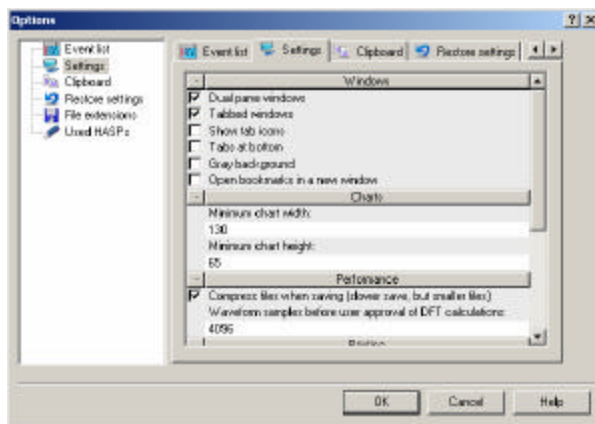 Options
Event list
Settings
Clipboard
Restore settings
File extensions
Used HASPs
Event list Settings Clipboard Restore settings
Windows
Dual pane windows
Tabbed windows
Show tab icons
Tabs at bottom
Gray background
Open bookmarks in a new window
Charts
Minimum chart width:
130
Minimum chart height:
65
Performance
Compress files when saving (slower save, but smaller files)
Waveform samples before user approval of DFT calculations:
4096
OK Cancel Help